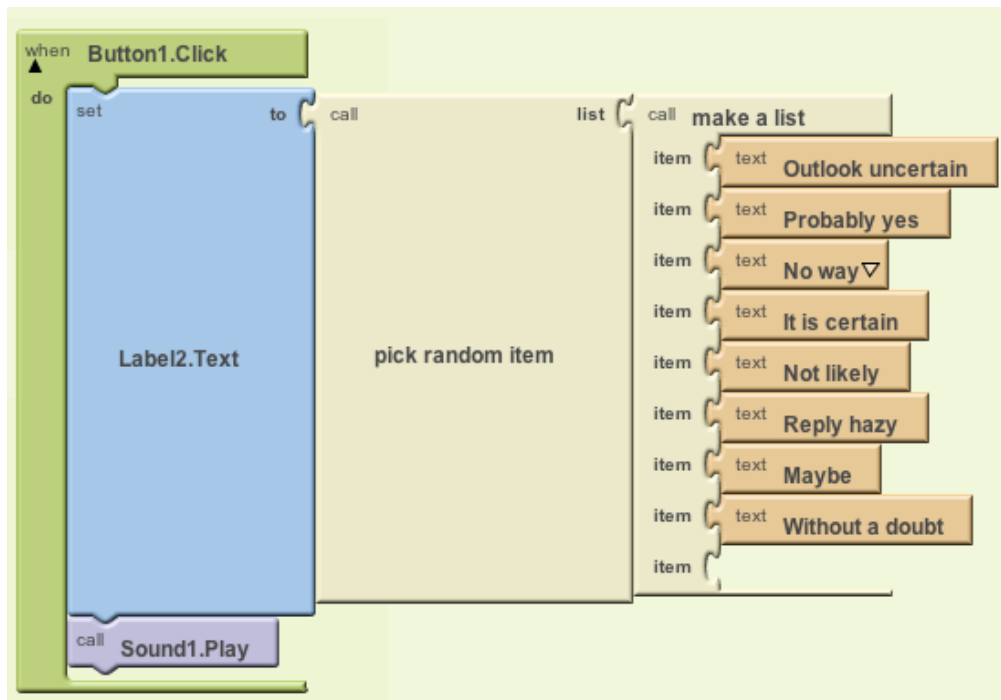 when Button1.Click
do
set Label2.Text to
call pick random item list
call make a list
item text Outlook uncertain
item text Probably yes
item text No way
item text It is certain
item text Not likely
item text Reply hazy
item text Maybe
item text Without a doubt
item
call Sound1.Play